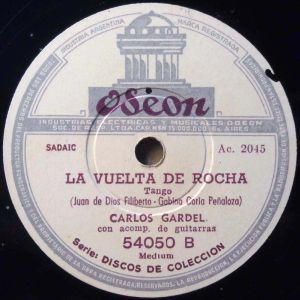 INDUSTRIA ARGENTINA
MARCA REGISTRADA
Odeon
INDUSTRIAS ELECTRICAS Y MUSICALES ODEON
SOC. DE RESP. LTDA. CAP. M$N 15.000.000 Bs. AIRES
SADAIC
Ac. 2045
LA VUELTA DE ROCHA
Tango
(Juan de Dios Filiberto - Gabino Coria Peñaloza)
CARLOS GARDEL
con acomp. de guitarras
54050 B
Medium
Serie: DISCOS DE COLECCION